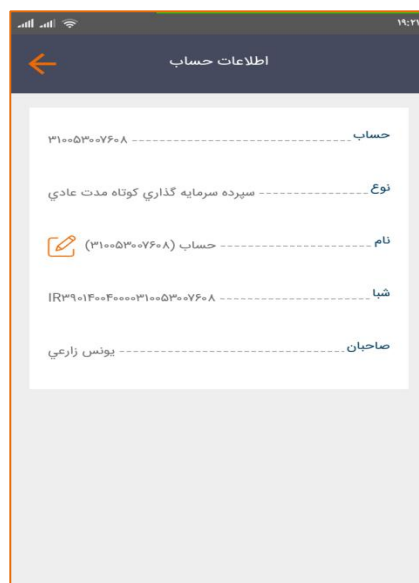 ۱۹:۲۱
اطلاعات حساب
حساب ۳۱۰۰۵۳۰۰۷۶۰۸
نوع سپرده سرمايه گذاري كوتاه مدت عادي
نام حساب (۳۱۰۰۵۳۰۰۷۶۰۸)
شبا IR۳۹۰۱۴۰۰۴۰۰۰۰۳۱۰۰۵۳۰۰۷۶۰۸
صاحبان يونس زارعي